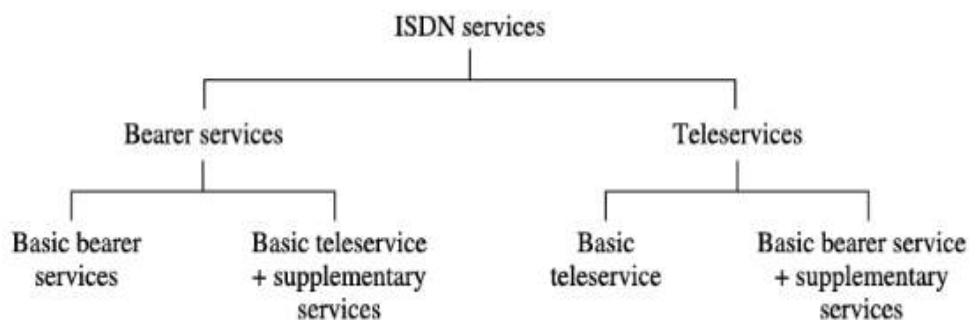 ISDN services
Bearer services
Teleservices
Basic bearer
services
Basic teleservice
+ supplementary
services
Basic
teleservice
Basic bearer service
+ supplementary
services